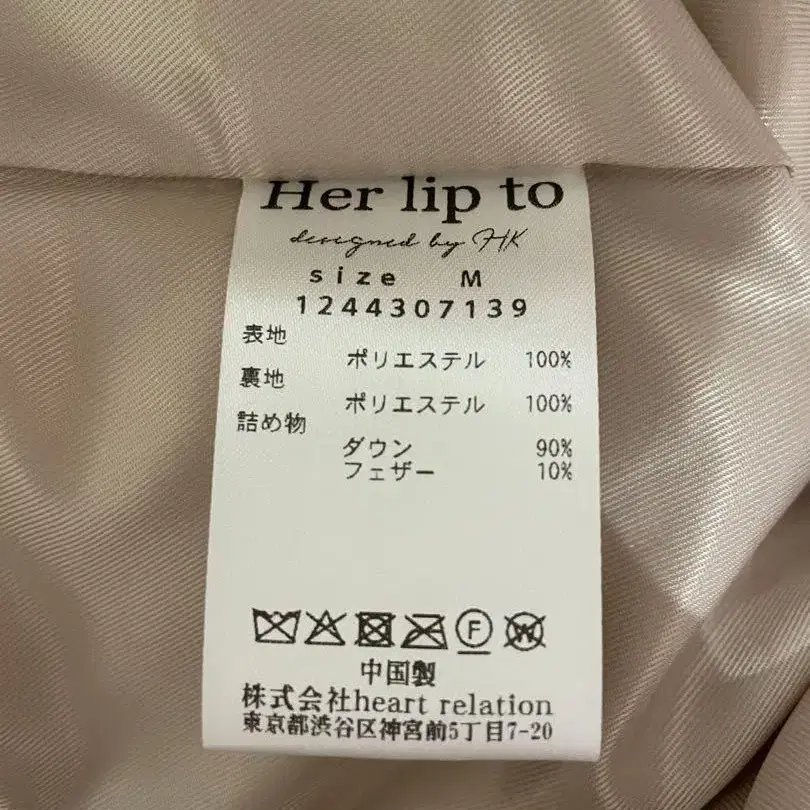 Her lip to
designed by HK
size M
1244307139
表地
ポリエステル 100%
裏地
ポリエステル 100%
詰め物
ダウン 90%
フェザー 10%
F
W
中国製
株式会社heart relation
東京都渋谷区神宮前5丁目7-20